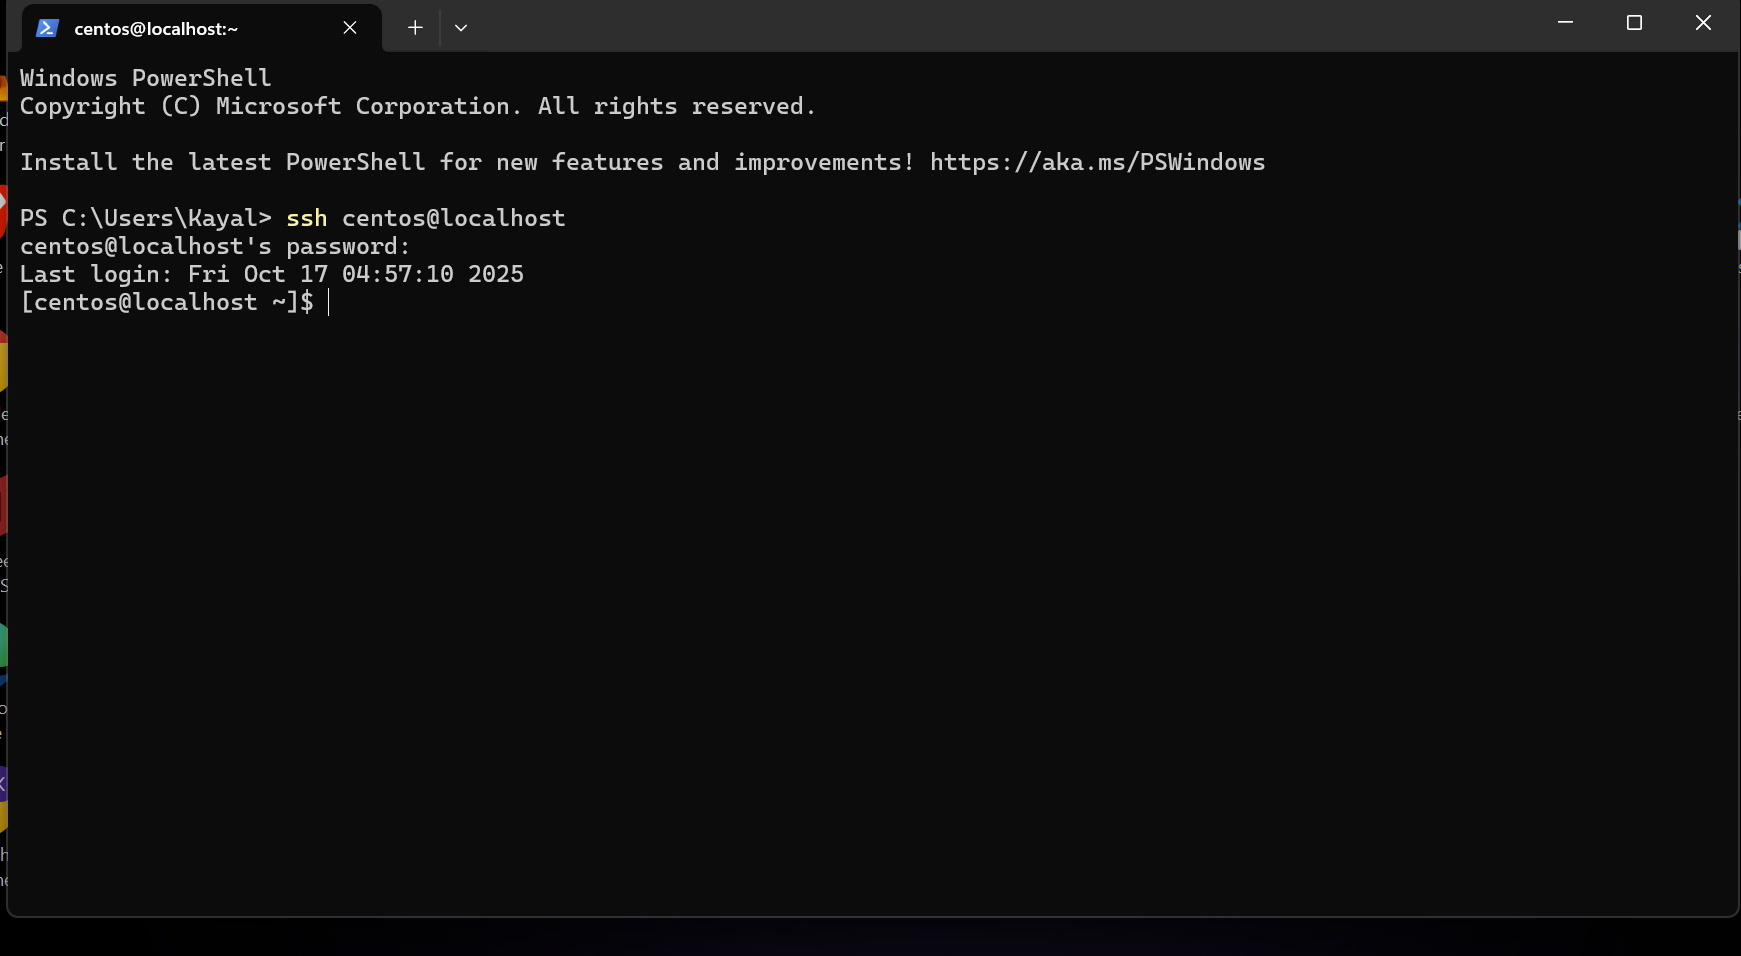 centos@localhost:~
Windows PowerShell
Copyright (C) Microsoft Corporation. All rights reserved.
Install the latest PowerShell for new features and improvements! https://aka.ms/PSWindows
PS C:\Users\Kayal> ssh centos@localhost
centos@localhost's password:
Last login: Fri Oct 17 04:57:10 2025
[centos@localhost ~]$